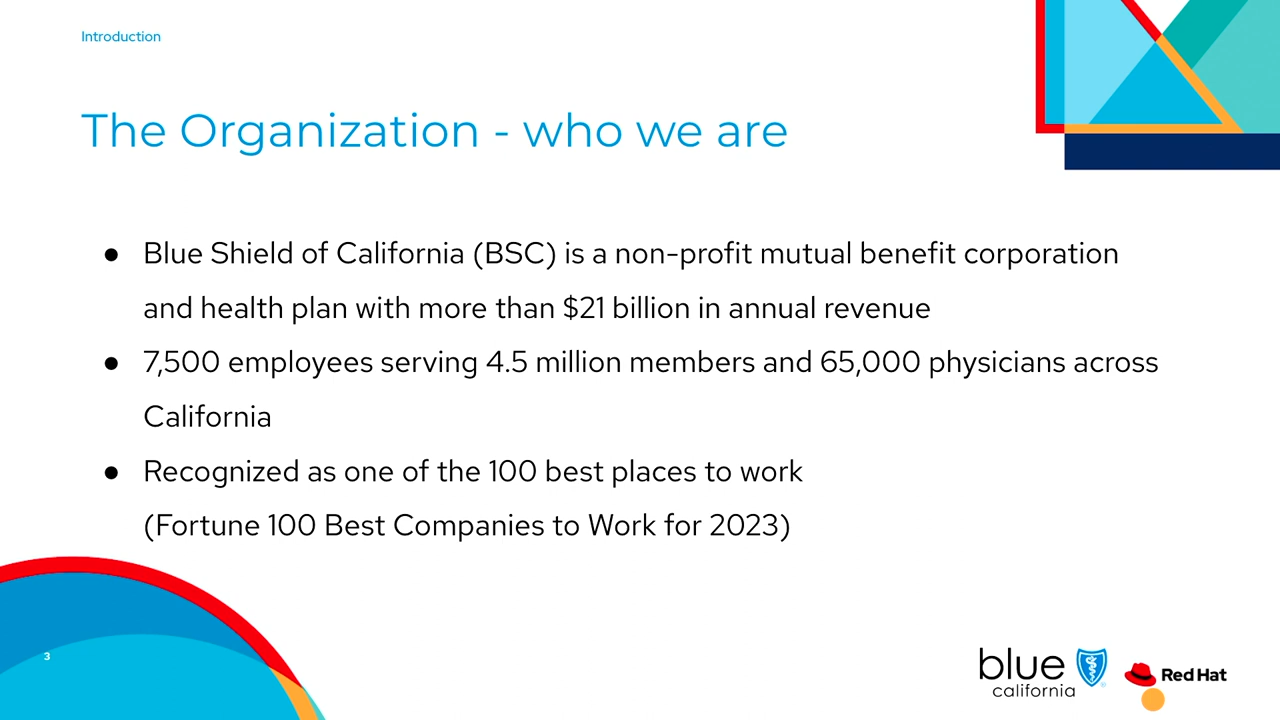 Introduction
The Organization - who we are
● Blue Shield of California (BSC) is a non-profit mutual benefit corporation
and health plan with more than $21 billion in annual revenue
● 7,500 employees serving 4.5 million members and 65,000 physicians across
California
● Recognized as one of the 100 best places to work
(Fortune 100 Best Companies to Work for 2023)
3
blue
california
Red Hat